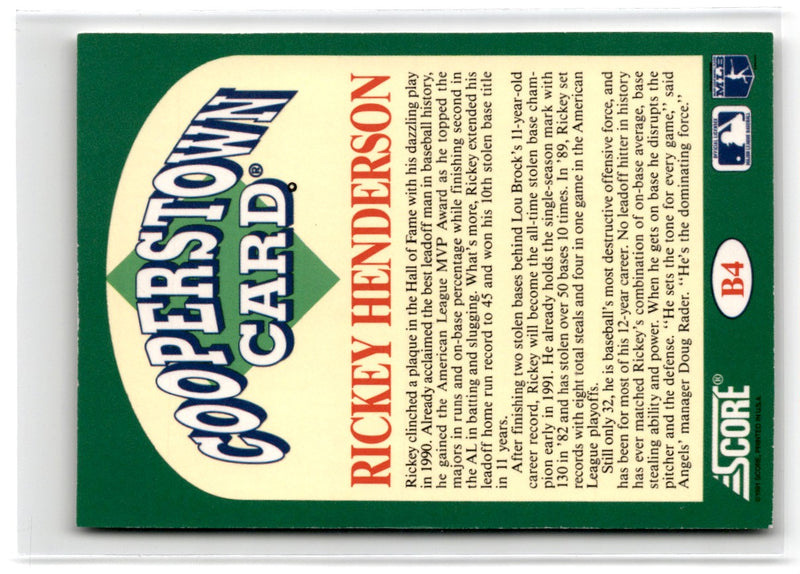 COOPERSTOWN
CARD®
RICKEY HENDERSON
Rickey clinched a plaque in the Hall of Fame with his dazzling play
in 1990. Already acclaimed the best leadoff man in baseball history,
he gained the American League MVP Award as he topped the
majors in runs and on-base percentage while finishing second in
the AL in batting and slugging. What's more, Rickey extended his
leadoff home run record to 45 and won his 10th stolen base title
in 11 years.
After finishing two stolen bases behind Lou Brock's 11-year-old
career record, Rickey will become the all-time stolen base cham-
pion early in 1991. He already holds the single-season mark with
130 in '82 and has stolen over 50 bases 10 times. In '89, Rickey set
records with eight total steals and four in one game in the American
League playoffs.
Still only 32, he is baseball's most destructive offensive force, and
has been for most of his 12-year career. No leadoff hitter in history
has ever matched Rickey's combination of on-base average, base
stealing ability and power. When he gets on base he disrupts the
pitcher and the defense. "He sets the tone for every game," said
Angels' manager Doug Rader. "He's the dominating force."
SCORE®
©1991 SCORE, PRINTED IN U.S.A.
B4
OFFICIAL LICENSEE
MAJOR LEAGUE BASEBALL
MLB